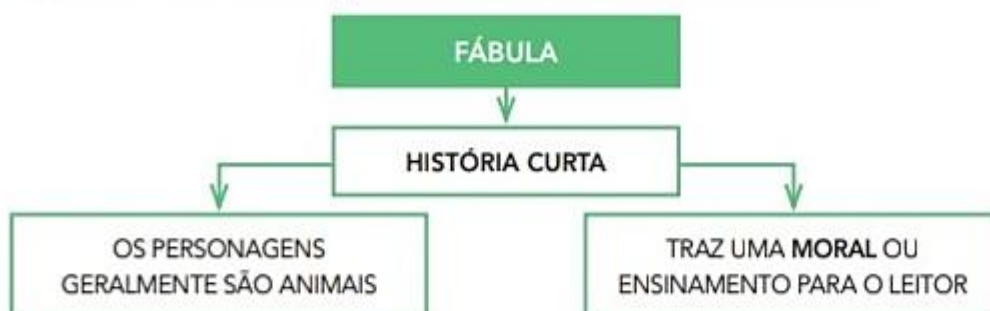 FÁBULA
HISTÓRIA CURTA
OS PERSONAGENS
GERALMENTE SÃO ANIMAIS
TRAZ UMA MORAL OU
ENSINAMENTO PARA O LEITOR